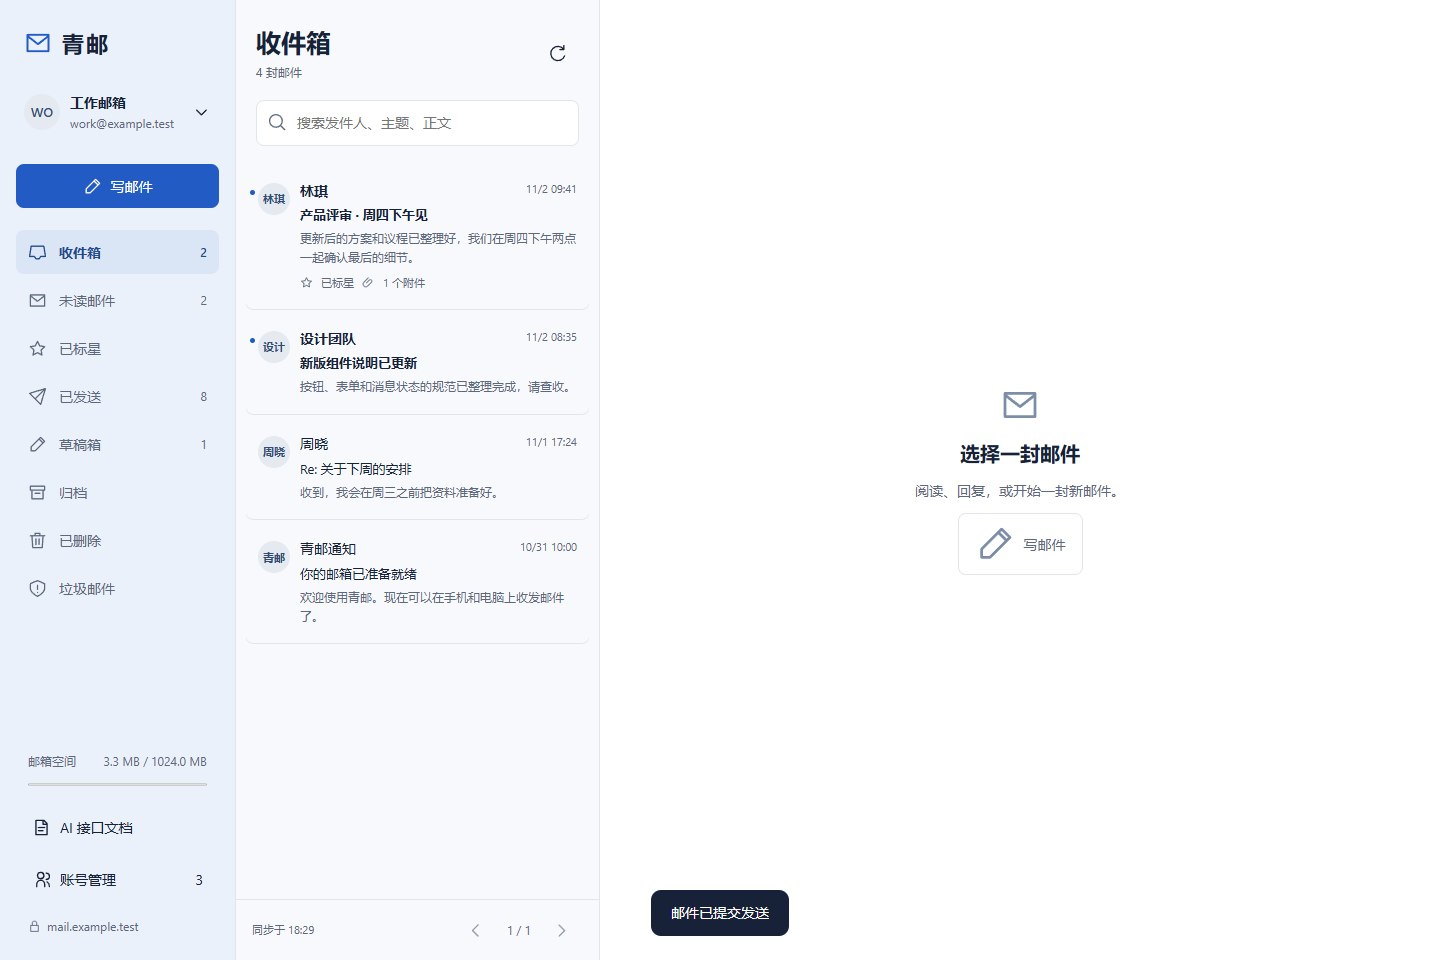 青邮
WO
工作邮箱
work@example.test
写邮件
收件箱 2
未读邮件 2
已标星
已发送 8
草稿箱 1
归档
已删除
垃圾邮件
邮箱空间 3.3 MB / 1024.0 MB
AI 接口文档
账号管理 3
mail.example.test
收件箱
4 封邮件
搜索发件人、主题、正文
林琪 林琪 11/2 09:41
产品评审 · 周四下午见
更新后的方案和议程已整理好，我们在周四下午两点
一起确认最后的细节。
已标星 1 个附件
设计 设计团队 11/2 08:35
新版组件说明已更新
按钮、表单和消息状态的规范已整理完成，请查收。
周晓 周晓 11/1 17:24
Re: 关于下周的安排
收到，我会在周三之前把资料准备好。
青邮 青邮通知 10/31 10:00
你的邮箱已准备就绪
欢迎使用青邮。现在可以在手机和电脑上收发邮件
了。
同步于 18:29 1 / 1
选择一封邮件
阅读、回复，或开始一封新邮件。
写邮件
邮件已提交发送